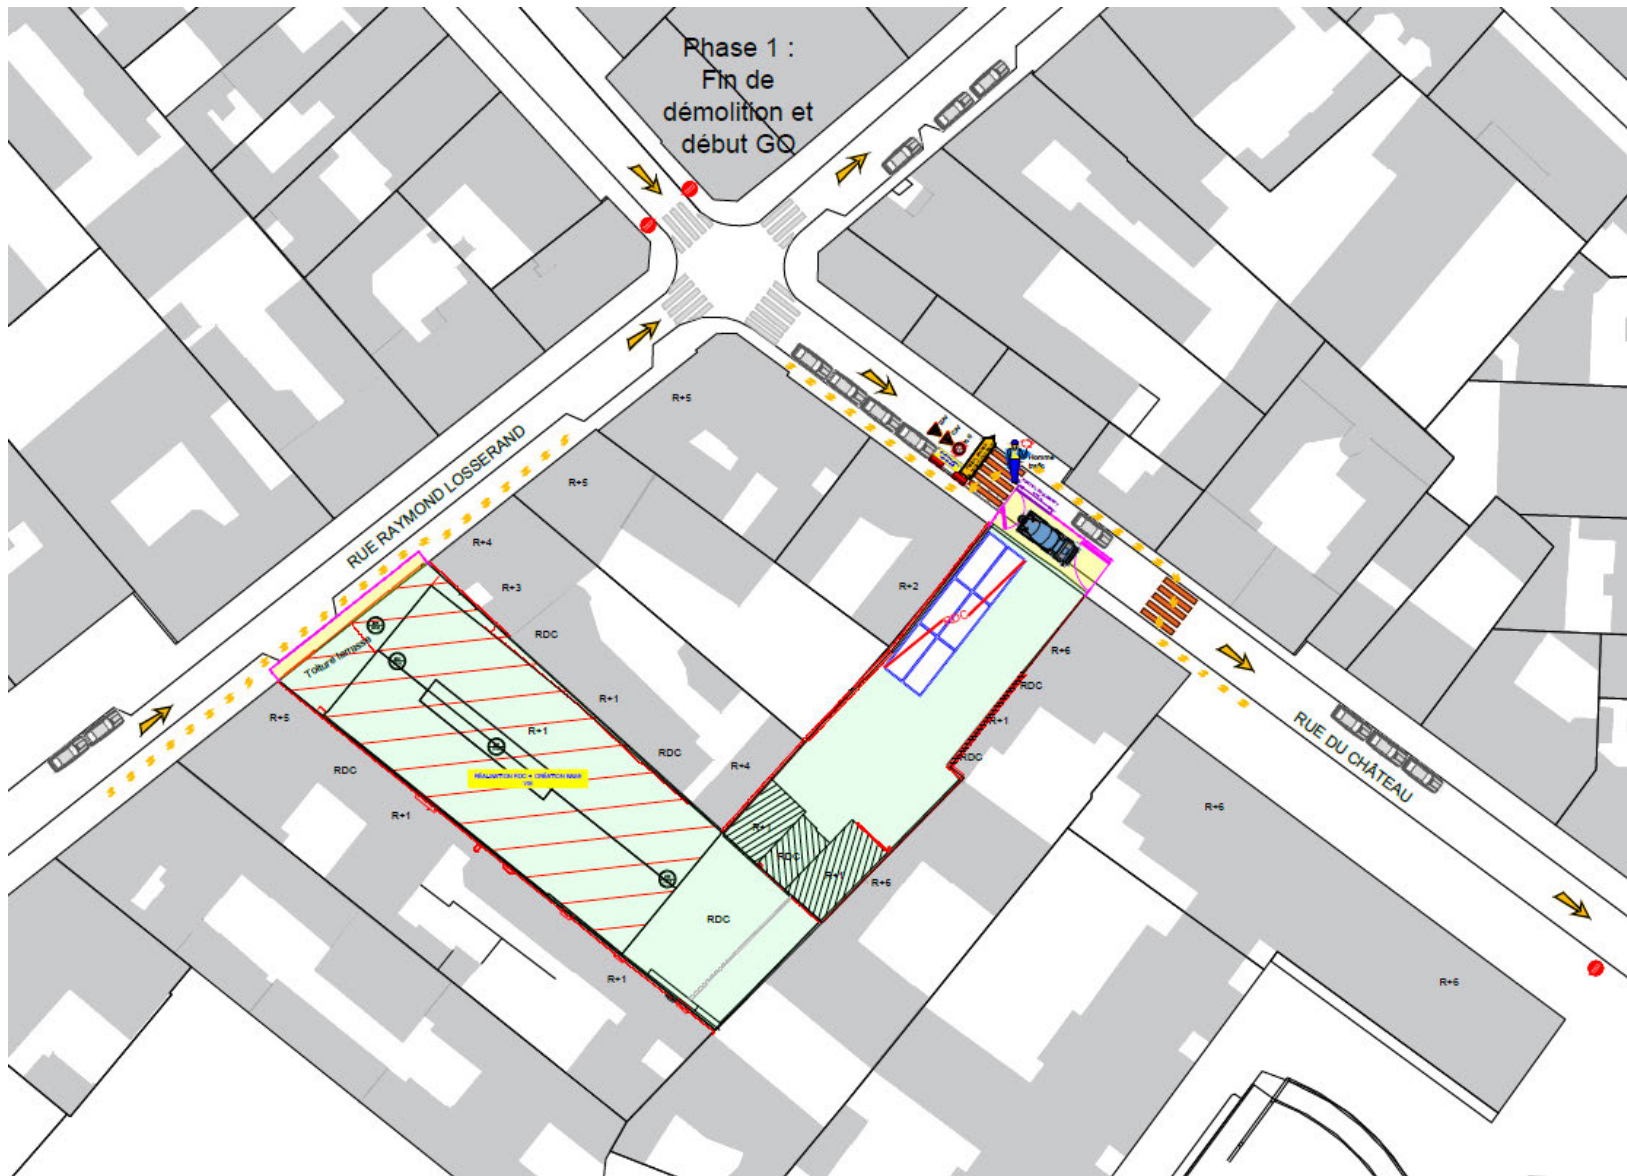 Phase 1 :
Fin de
démolition et
début GO
R+5
RUE RAYMOND LOSSERAND
R+5
Homme
trafic
R+4
R+3
R+2
RDC
RDC
Toiture terrasse
R+6
RDC
R+1
R+1
R+5
R+1
RDC
RDC
RUE DU CHÂTEAU
RDC
R+4
R+6
R+1
R+1
RDC
R+1
R+6
RDC
R+1
R+6